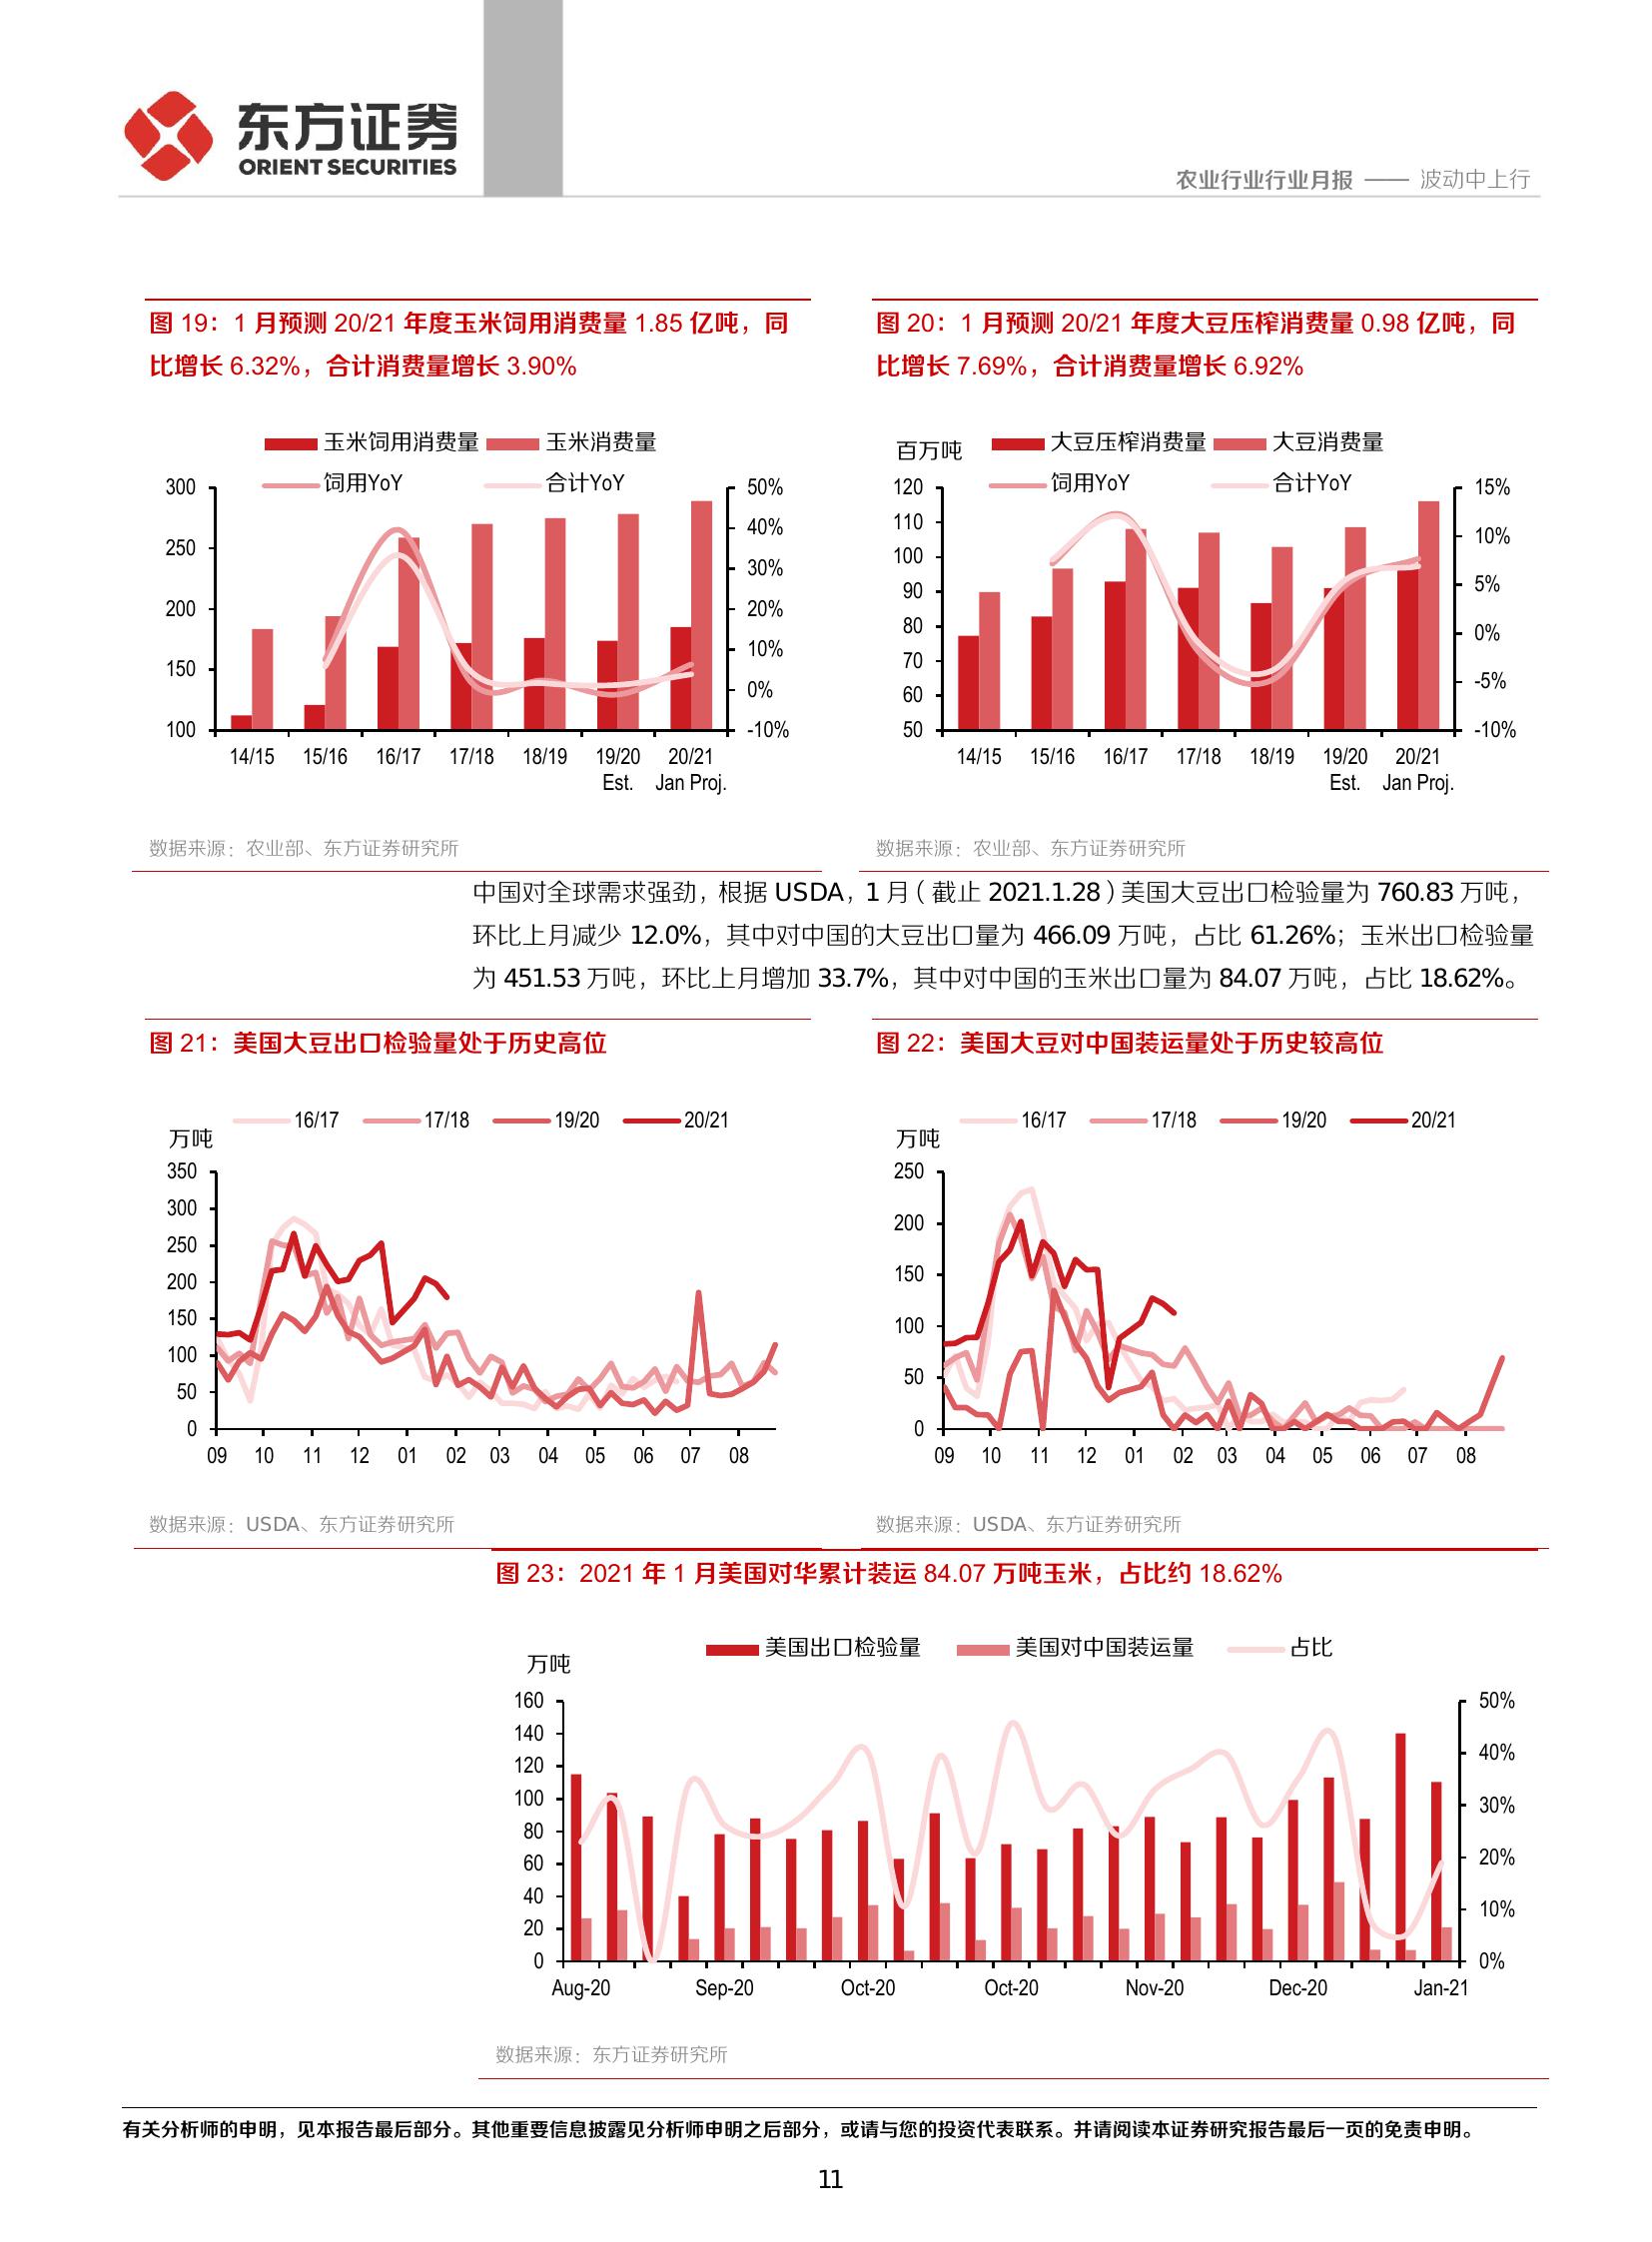 东方证券
ORIENT SECURITIES
农业行业行业月报 —— 波动中上行
图 19：1 月预测 20/21 年度玉米饲用消费量 1.85 亿吨，同
比增长 6.32%，合计消费量增长 3.90%
玉米饲用消费量 玉米消费量
饲用YoY 合计YoY
300 50%
40%
250
30%
200 20%
10%
150
0%
100 -10%
14/15 15/16 16/17 17/18 18/19 19/20 20/21
Est. Jan Proj.
数据来源：农业部、东方证券研究所
图 20：1 月预测 20/21 年度大豆压榨消费量 0.98 亿吨，同
比增长 7.69%，合计消费量增长 6.92%
百万吨 大豆压榨消费量 大豆消费量
饲用YoY 合计YoY
120 15%
110
10%
100
90 5%
80 0%
70
-5%
60
50 -10%
14/15 15/16 16/17 17/18 18/19 19/20 20/21
Est. Jan Proj.
数据来源：农业部、东方证券研究所
中国对全球需求强劲，根据 USDA，1 月（截止 2021.1.28）美国大豆出口检验量为 760.83 万吨，
环比上月减少 12.0%，其中对中国的大豆出口量为 466.09 万吨，占比 61.26%；玉米出口检验量
为 451.53 万吨，环比上月增加 33.7%，其中对中国的玉米出口量为 84.07 万吨，占比 18.62%。
图 21：美国大豆出口检验量处于历史高位
16/17 17/18 19/20 20/21
万吨
350
300
250
200
150
100
50
0
09 10 11 12 01 02 03 04 05 06 07 08
数据来源：USDA、东方证券研究所
图 22：美国大豆对中国装运量处于历史较高位
16/17 17/18 19/20 20/21
万吨
250
200
150
100
50
0
09 10 11 12 01 02 03 04 05 06 07 08
数据来源：USDA、东方证券研究所
图 23：2021 年 1 月美国对华累计装运 84.07 万吨玉米，占比约 18.62%
美国出口检验量 美国对中国装运量 占比
万吨
160 50%
140
40%
120
100 30%
80
60 20%
40 10%
20
0 0%
Aug-20 Sep-20 Oct-20 Oct-20 Nov-20 Dec-20 Jan-21
数据来源：东方证券研究所
有关分析师的申明，见本报告最后部分。其他重要信息披露见分析师申明之后部分，或请与您的投资代表联系。并请阅读本证券研究报告最后一页的免责申明。
11